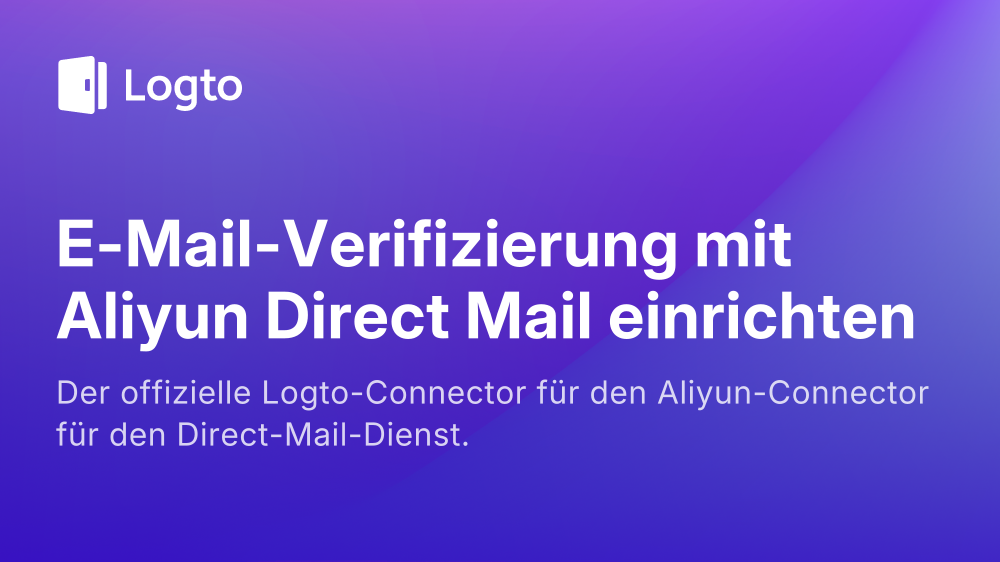 Logto
E-Mail-Verifizierung mit
Aliyun Direct Mail einrichten
Der offizielle Logto-Connector für den Aliyun-Connector
für den Direct-Mail-Dienst.